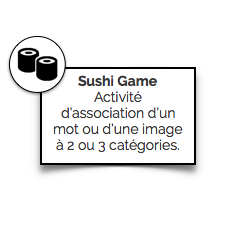 Sushi Game
Activité
d'association d'un
mot ou d'une image
à 2 ou 3 catégories.